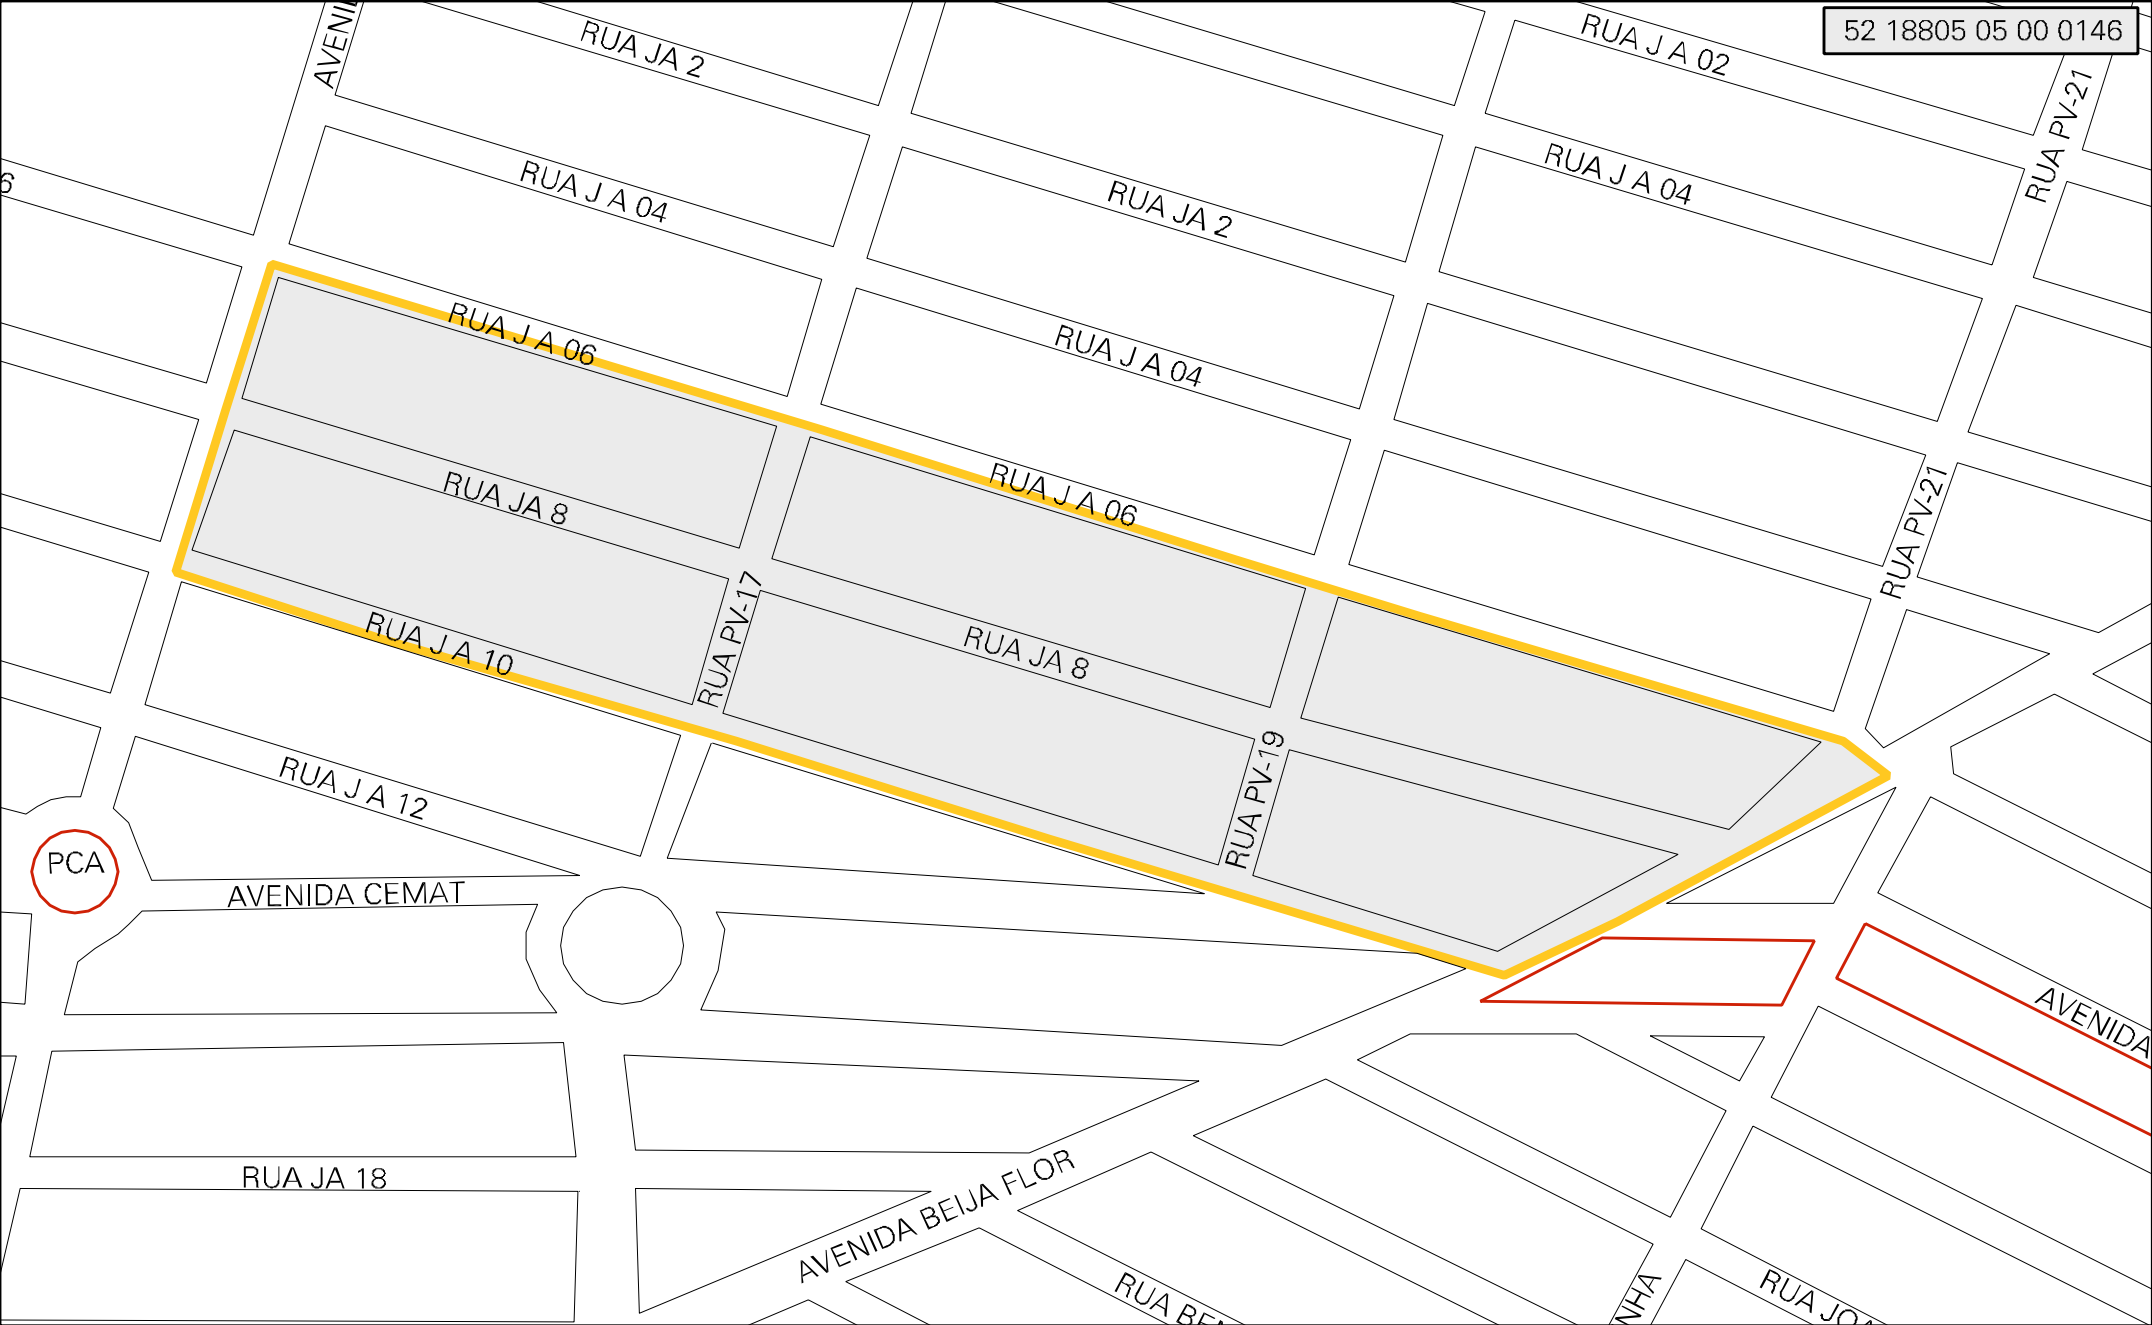 52 18805 05 00 0146
RUA JA 2
RUA J A 02
RUA PV-21
RUA J A 04
RUA JA 2
RUA J A 04
RUA J A 06
RUA J A 04
RUA JA 8
RUA J A 06
RUA PV-21
RUA J A 10
RUA PV-17
RUA JA 8
RUA PV-19
RUA J A 12
PCA
AVENIDA CEMAT
AVENIDA
RUA JA 18
AVENIDA BEIJA FLOR